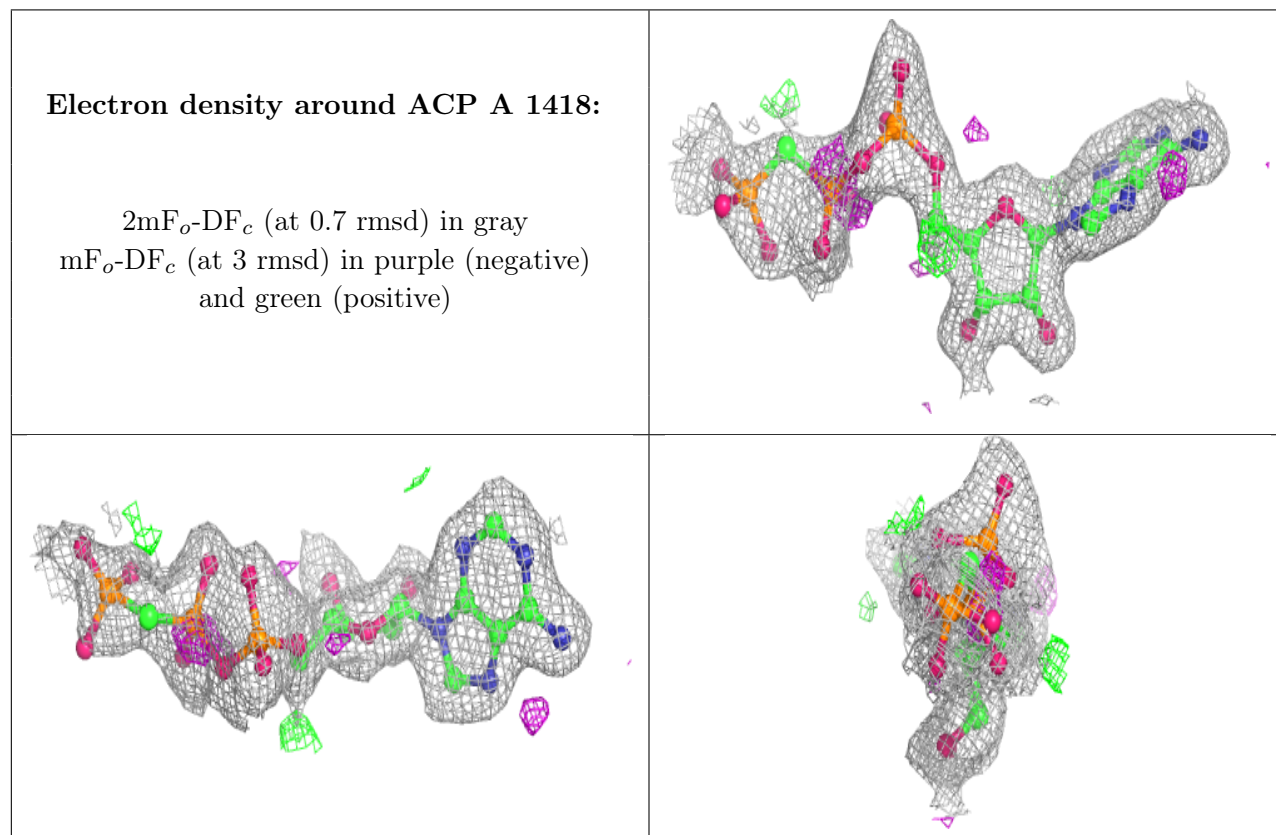 Electron density around ACP A 1418:
2mFo-DFc (at 0.7 rmsd) in gray
mFo-DFc (at 3 rmsd) in purple (negative)
and green (positive)